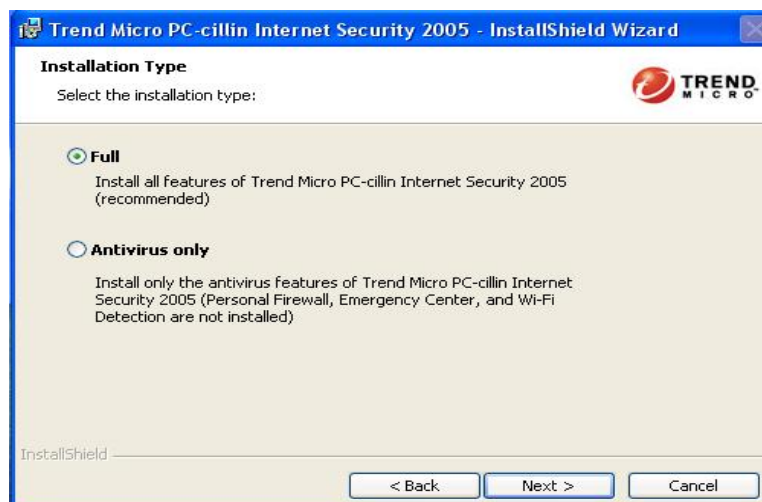 Trend Micro PC-cillin Internet Security 2005 - InstallShield Wizard
Installation Type
Select the installation type:
TREND
MICRO
Full
Install all features of Trend Micro PC-cillin Internet Security 2005
(recommended)
Antivirus only
Install only the antivirus features of Trend Micro PC-cillin Internet
Security 2005 (Personal Firewall, Emergency Center, and Wi-Fi
Detection are not installed)
InstallShield
< Back
Next >
Cancel